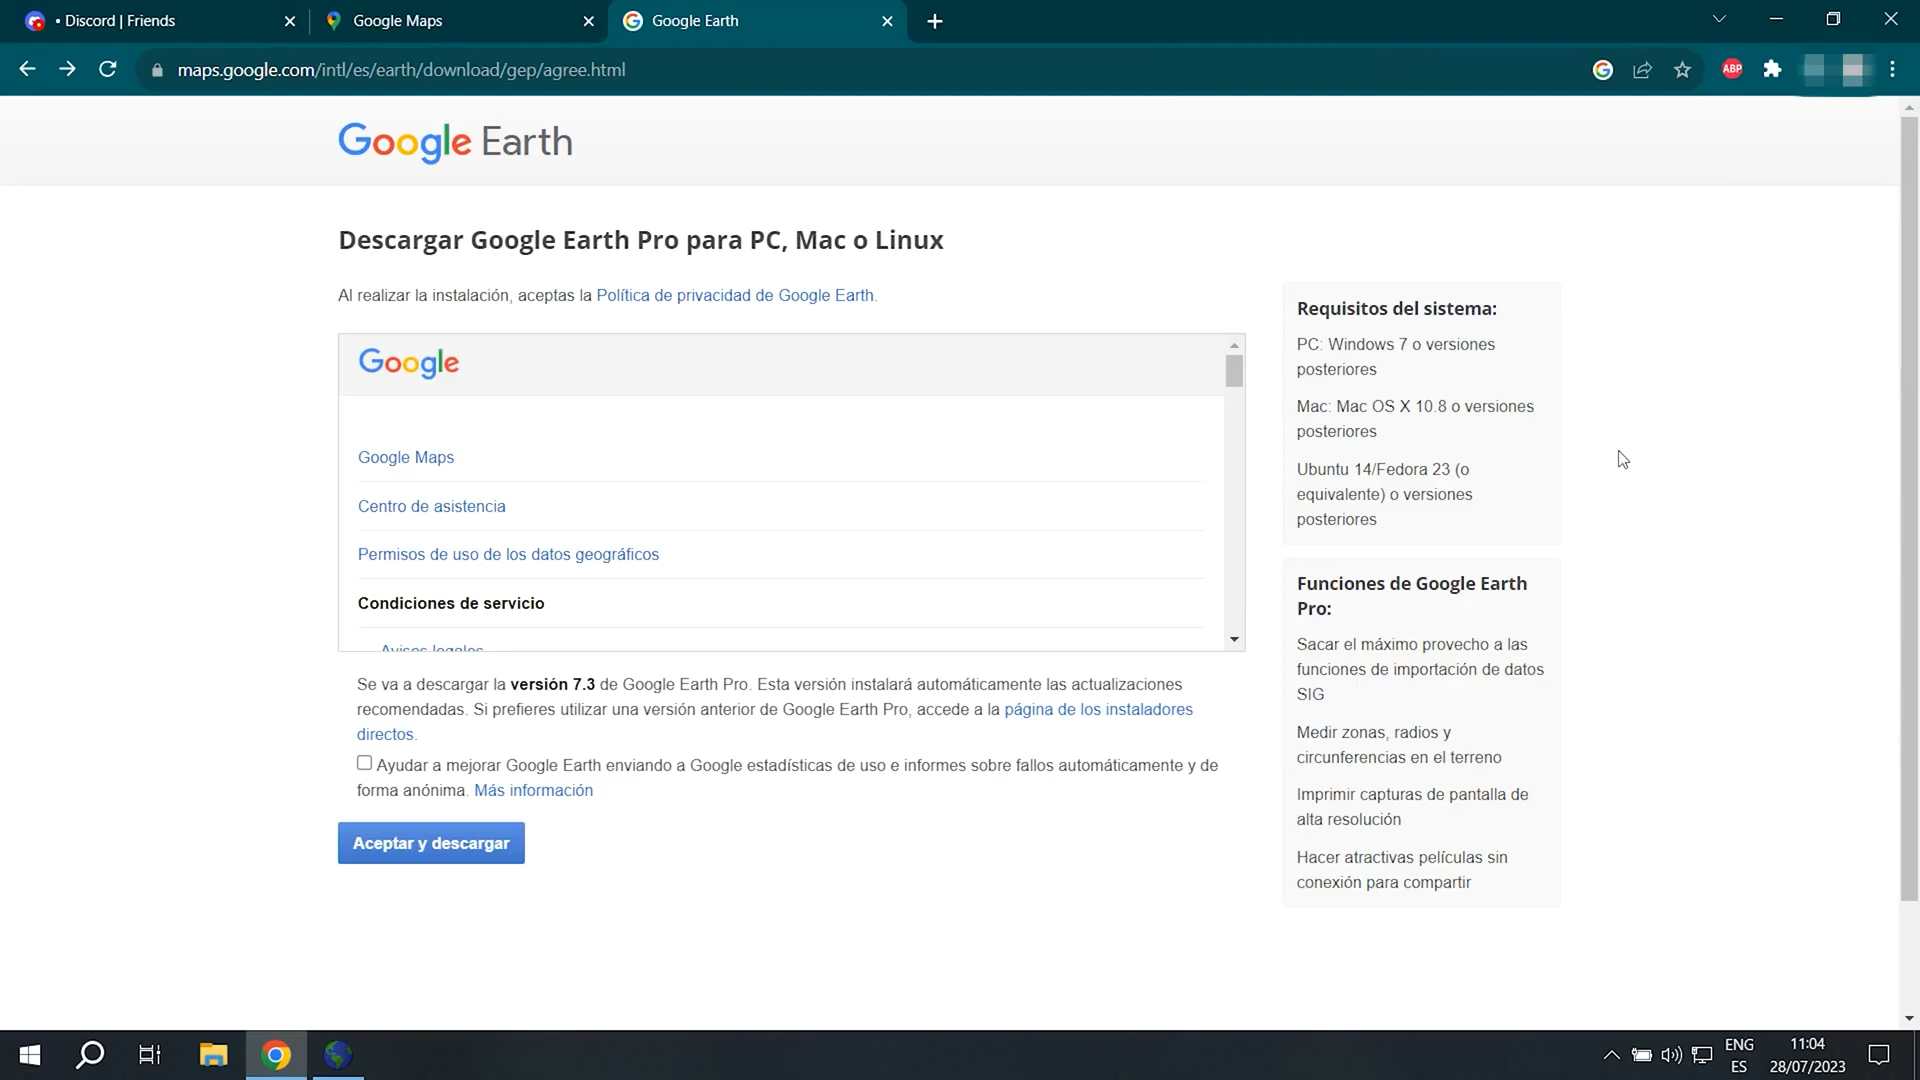 • Discord | Friends
Google Maps
Google Earth
maps.google.com/intl/es/earth/download/gep/agree.html
ABP
Google Earth
Descargar Google Earth Pro para PC, Mac o Linux
Al realizar la instalación, aceptas la Política de privacidad de Google Earth.
Google
Google Maps
Centro de asistencia
Permisos de uso de los datos geográficos
Condiciones de servicio
Avisos legales
Se va a descargar la versión 7.3 de Google Earth Pro. Esta versión instalará automáticamente las actualizaciones
recomendadas. Si prefieres utilizar una versión anterior de Google Earth Pro, accede a la página de los instaladores
directos.
Ayudar a mejorar Google Earth enviando a Google estadísticas de uso e informes sobre fallos automáticamente y de
forma anónima. Más información
Aceptar y descargar
Requisitos del sistema:
PC: Windows 7 o versiones
posteriores
Mac: Mac OS X 10.8 o versiones
posteriores
Ubuntu 14/Fedora 23 (o
equivalente) o versiones
posteriores
Funciones de Google Earth
Pro:
Sacar el máximo provecho a las
funciones de importación de datos
SIG
Medir zonas, radios y
circunferencias en el terreno
Imprimir capturas de pantalla de
alta resolución
Hacer atractivas películas sin
conexión para compartir
ENG
ES
11:04
28/07/2023